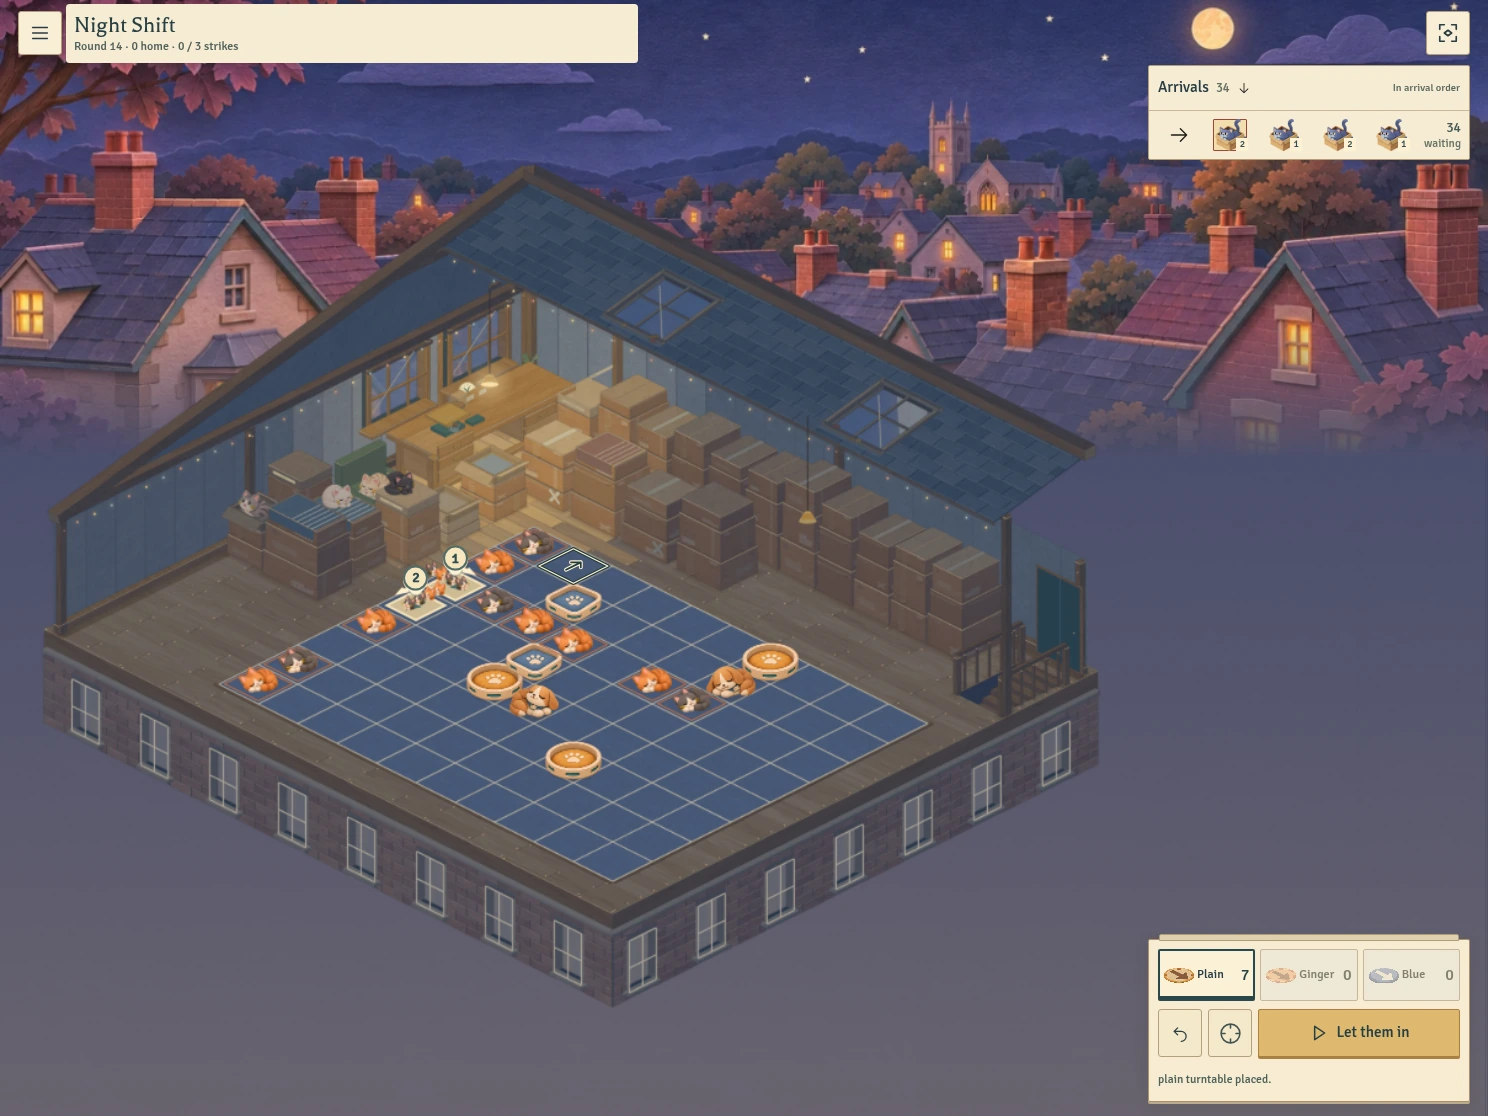 Night Shift
Round 14 · 0 home · 0 / 3 strikes
Arrivals 34 ↓ In arrival order
→ 2 1 2 1 34 waiting
1
2
Plain 7 Ginger 0 Blue 0
Let them in
plain turntable placed.